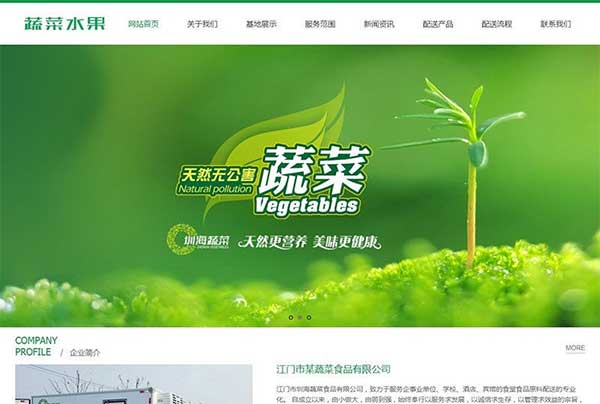 蔬菜水果
网站首页 关于我们 基地展示 服务范围 新闻资讯 配送产品 配送流程 联系我们
天然无公害
Natural pollution
蔬菜
Vegetables
圳海蔬菜
天然更营养 美味更健康
COMPANY
PROFILE / 企业简介
MORE
江门市某蔬菜食品有限公司
江门市圳海蔬菜食品有限公司，致力于服务企事业单位、学校、酒店、宾馆的食堂食品原料配送的专业
化。自成立以来，由小做大，由弱到强，始终奉行以服务求发展，以诚信求生存，以管理求效益的宗旨，